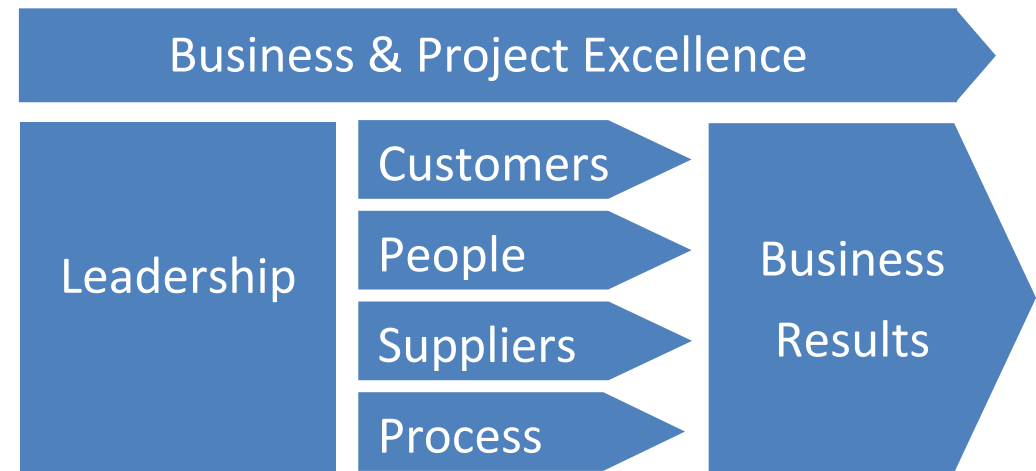 Business & Project Excellence
Leadership
Customers
People
Suppliers
Process
Business
Results